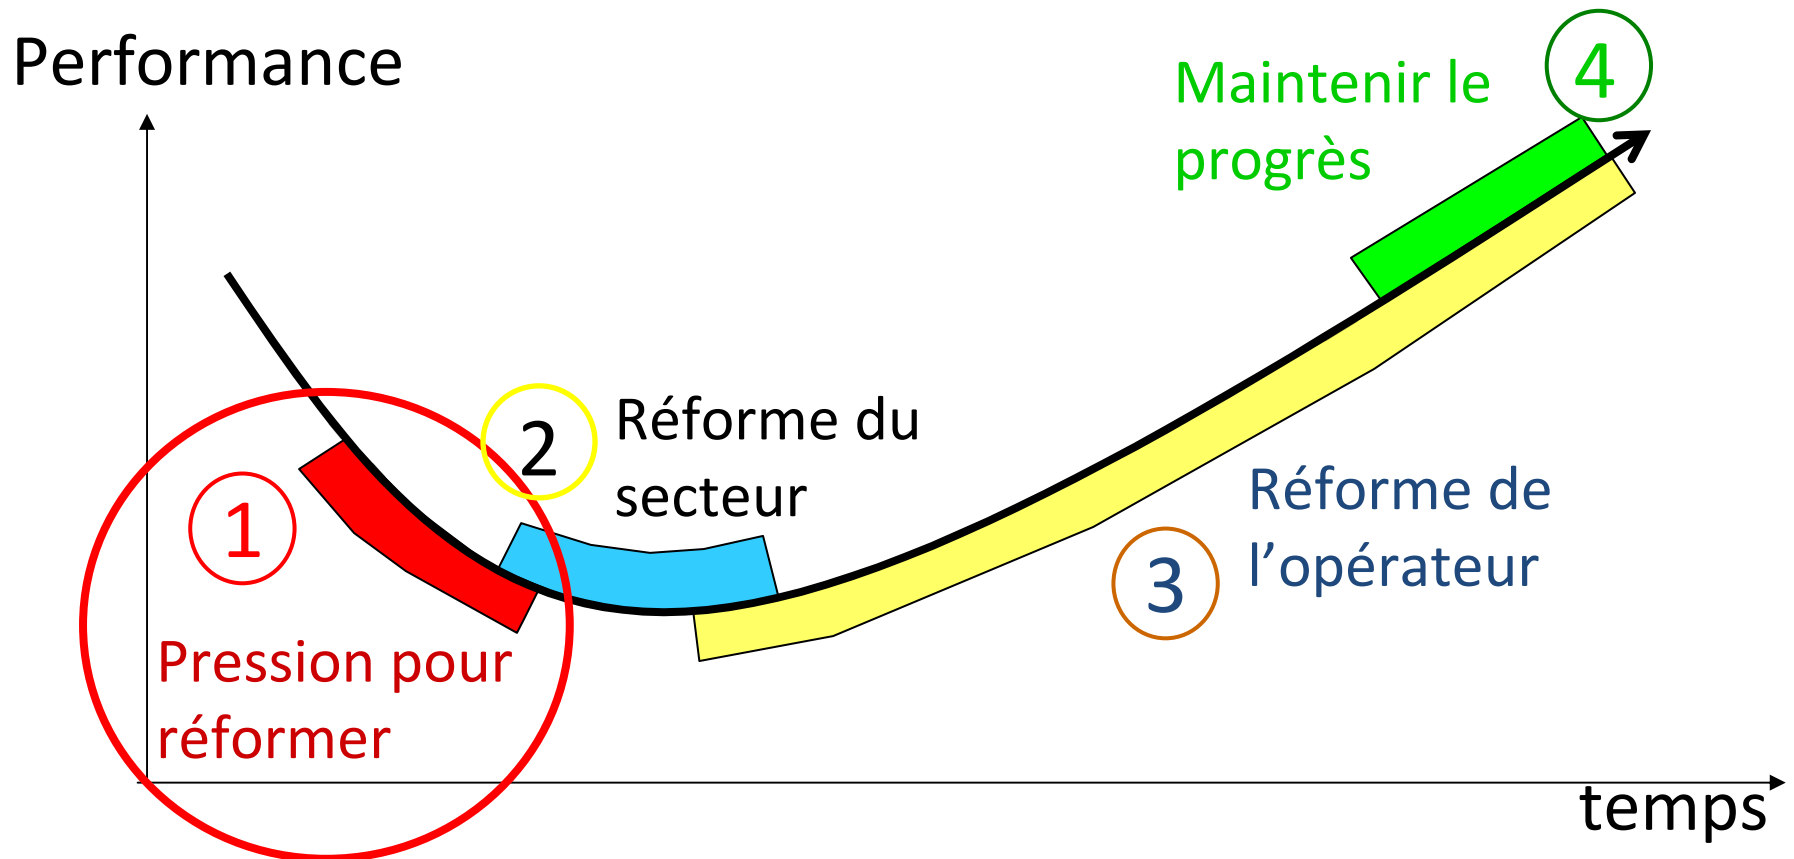 Performance
Maintenir le
progrès
4
2
Réforme du
secteur
1
Pression pour
réformer
3
Réforme de
l’opérateur
temps